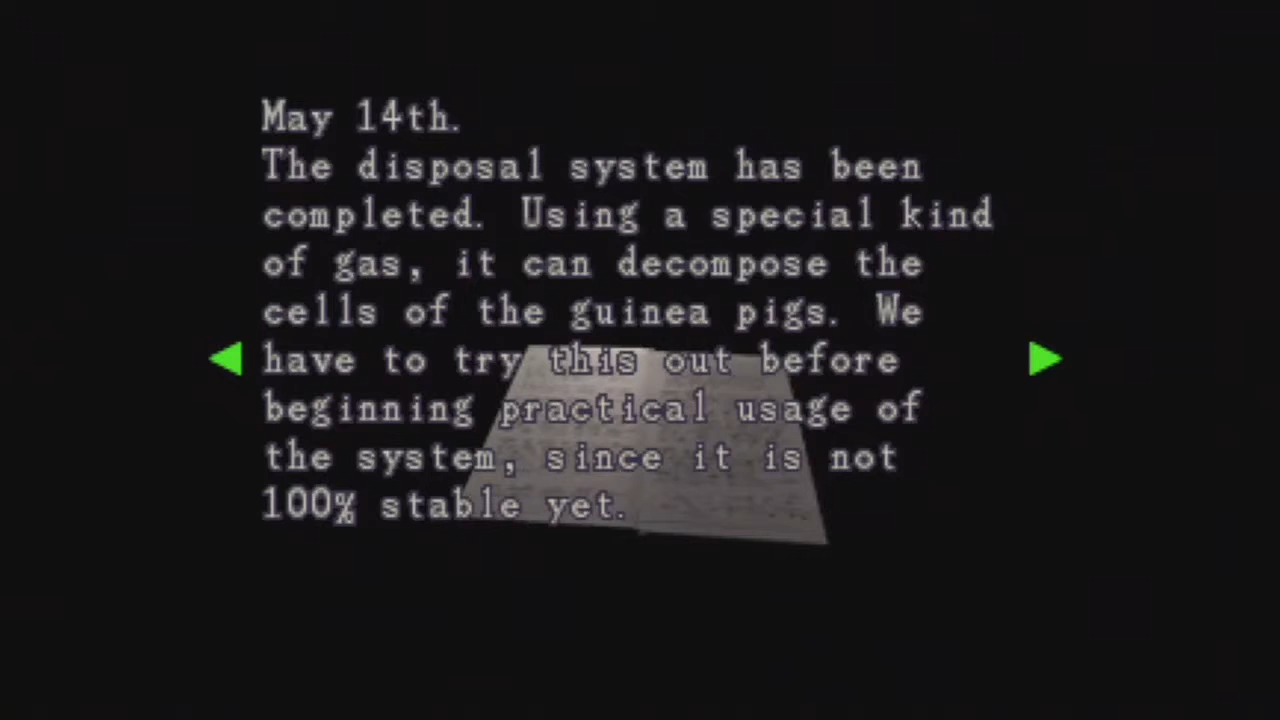 May 14th.
The disposal system has been
completed. Using a special kind
of gas, it can decompose the
cells of the guinea pigs. We
have to try this out before
beginning practical usage of
the system, since it is not
100% stable yet.